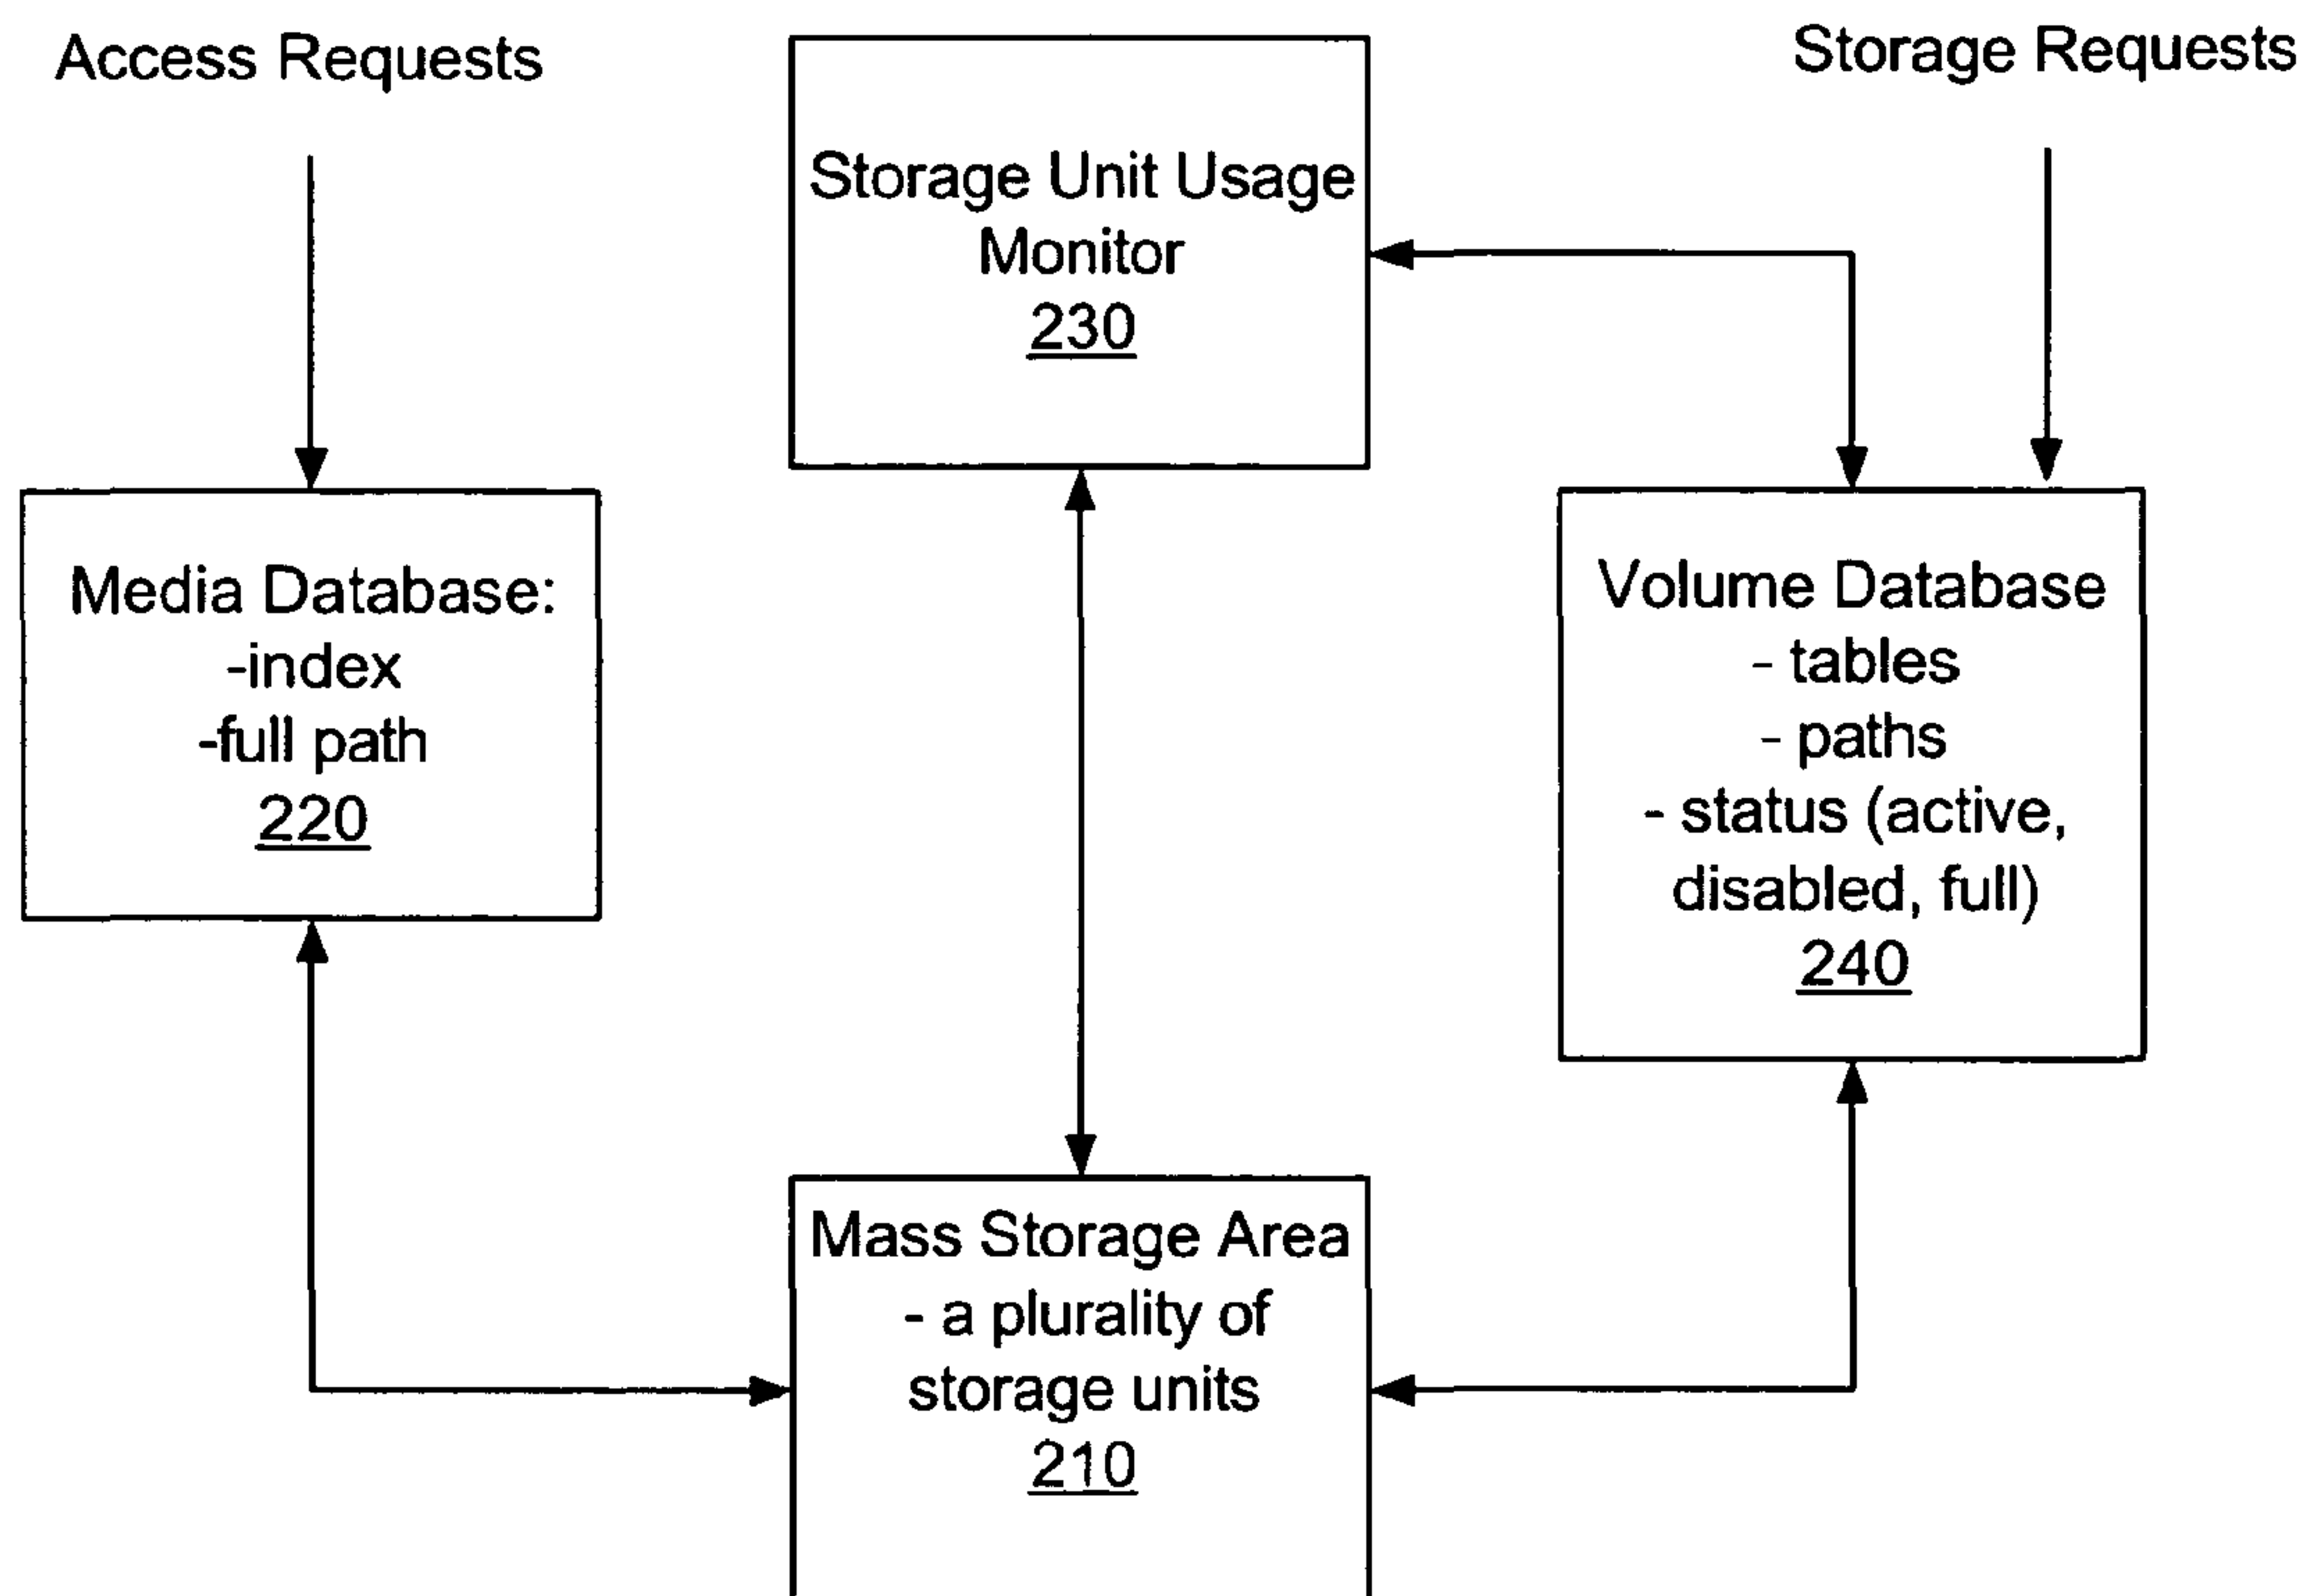 Access Requests
Storage Requests
Storage Unit Usage
Monitor
230
Media Database:
-index
-full path
220
Volume Database
- tables
- paths
- status (active,
disabled, full)
240
Mass Storage Area
- a plurality of
storage units
210